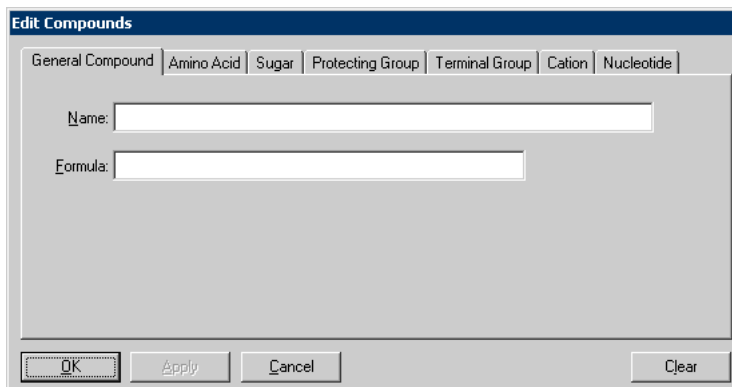 Edit Compounds
General Compound Amino Acid Sugar Protecting Group Terminal Group Cation Nucleotide
Name:
Formula:
OK Apply Cancel Clear